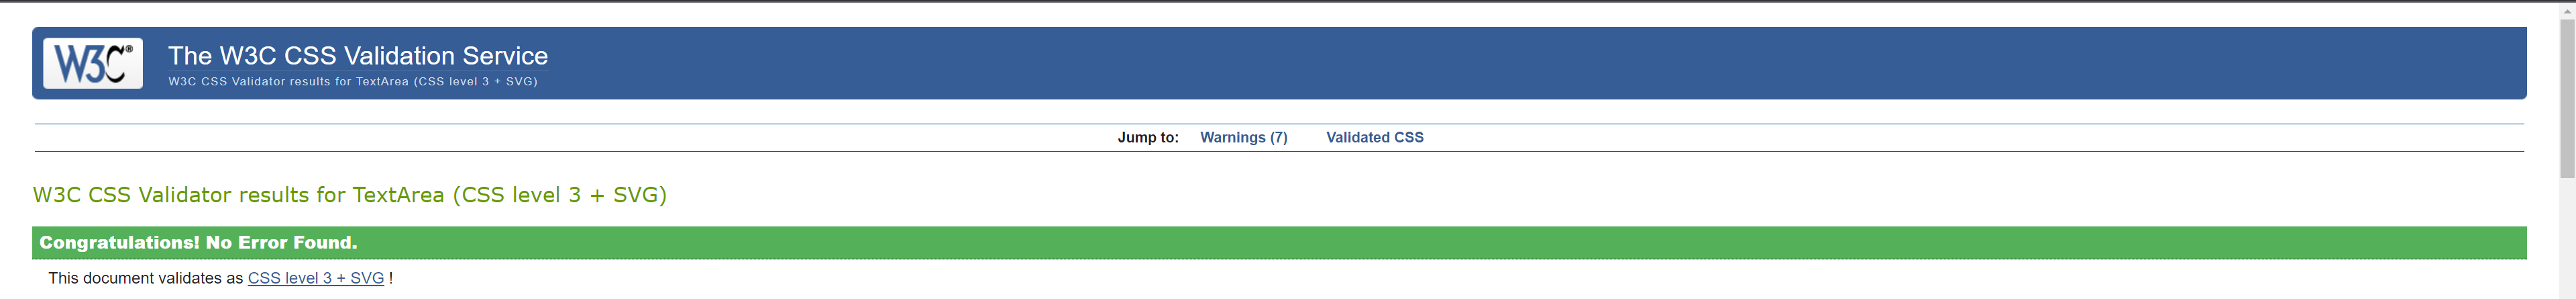 W3C®
The W3C CSS Validation Service
W3C CSS Validator results for TextArea (CSS level 3 + SVG)
Jump to: Warnings (7) Validated CSS
W3C CSS Validator results for TextArea (CSS level 3 + SVG)
Congratulations! No Error Found.
This document validates as CSS level 3 + SVG !